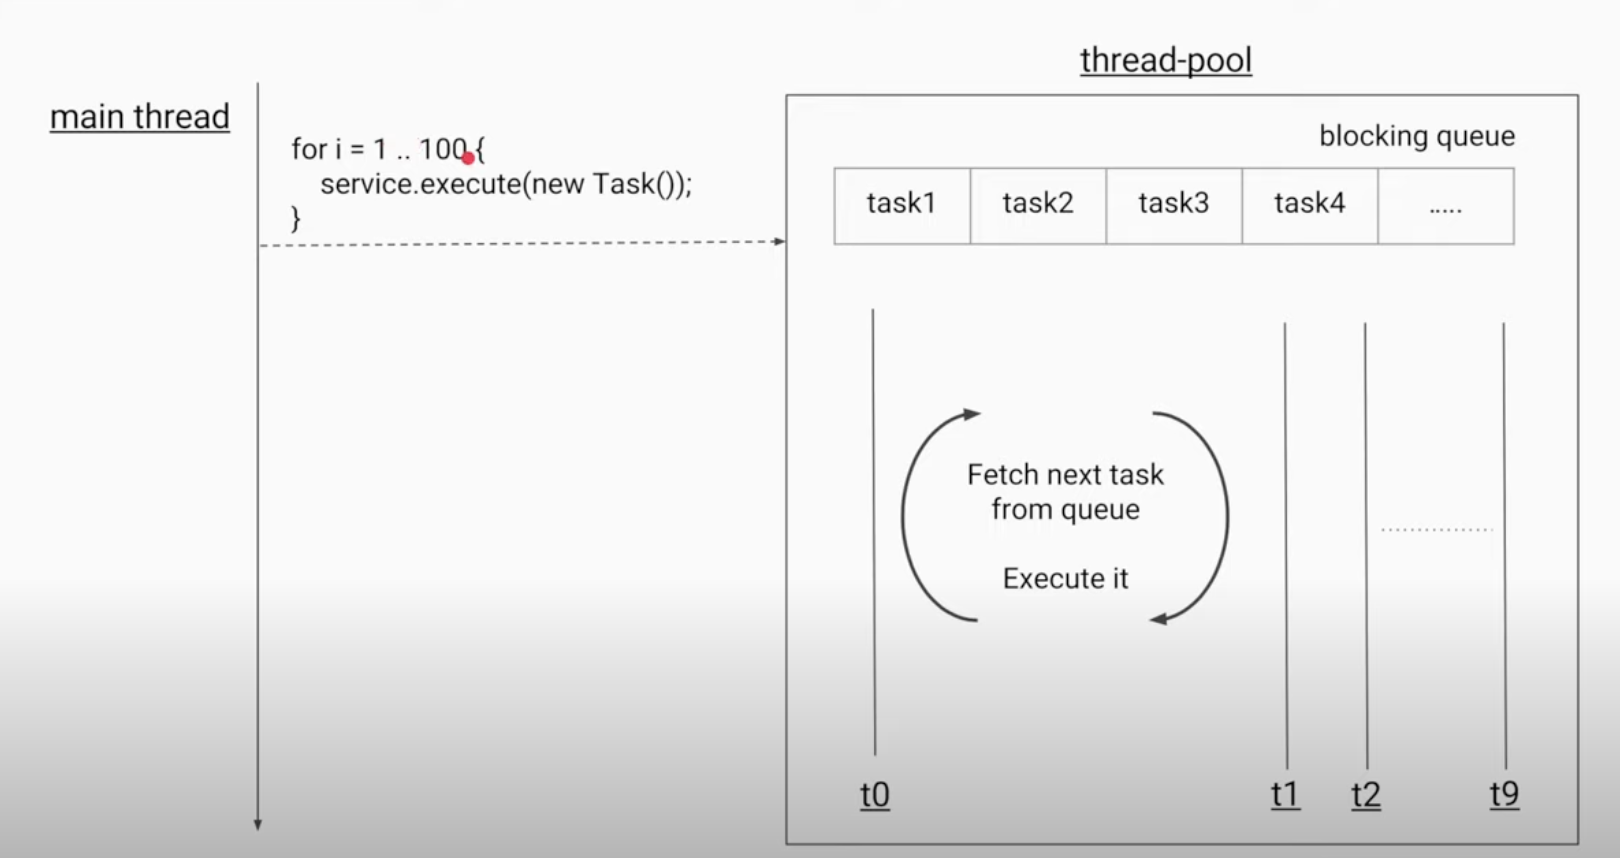 thread-pool
main thread
for i = 1 .. 100 {
service.execute(new Task());
}
blocking queue
task1 task2 task3 task4 .....
Fetch next task
from queue
Execute it
t0 t1 t2 t9